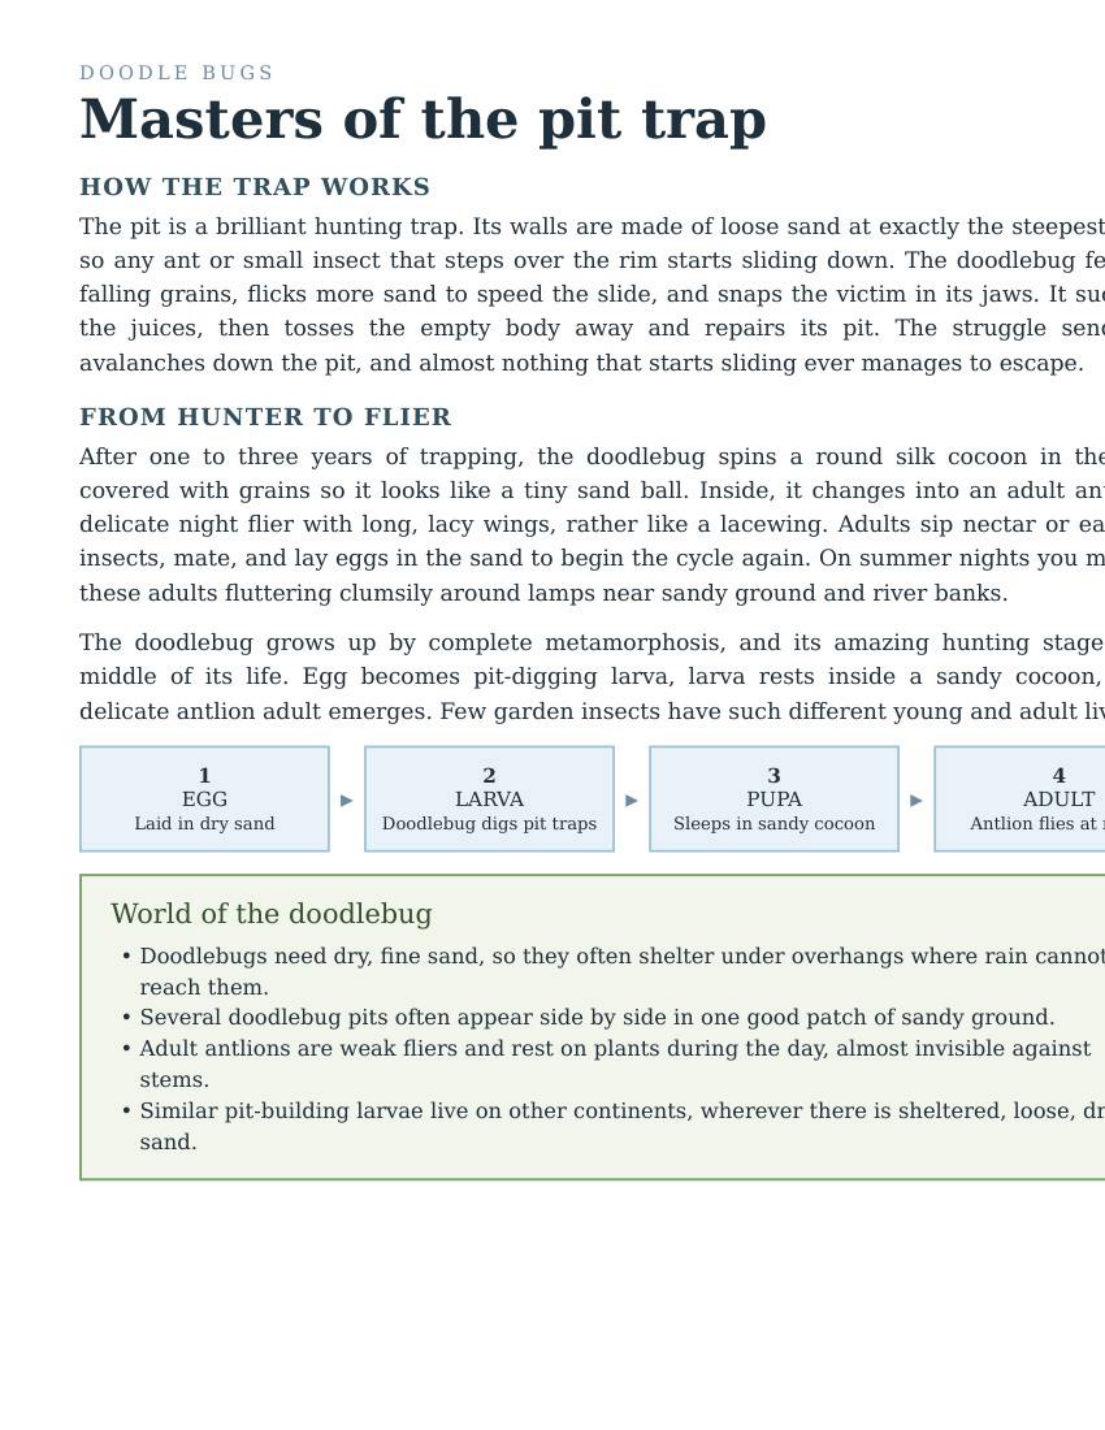 DOODLE BUGS
Masters of the pit trap
HOW THE TRAP WORKS
The pit is a brilliant hunting trap. Its walls are made of loose sand at exactly the steepest
so any ant or small insect that steps over the rim starts sliding down. The doodlebug
falling grains, flicks more sand to speed the slide, and snaps the victim in its jaws. It
the juices, then tosses the empty body away and repairs its pit. The struggle
avalanches down the pit, and almost nothing that starts sliding ever manages to escape.
FROM HUNTER TO FLIER
After one to three years of trapping, the doodlebug spins a round silk cocoon in the
covered with grains so it looks like a tiny sand ball. Inside, it changes into an adult
delicate night flier with long, lacy wings, rather like a lacewing. Adults sip nectar or
insects, mate, and lay eggs in the sand to begin the cycle again. On summer nights you
these adults fluttering clumsily around lamps near sandy ground and river banks.
The doodlebug grows up by complete metamorphosis, and its amazing hunting stage
middle of its life. Egg becomes pit-digging larva, larva rests inside a sandy cocoon,
delicate antlion adult emerges. Few garden insects have such different young and adult
1
EGG
Laid in dry sand
▶
2
LARVA
Doodlebug digs pit traps
▶
3
PUPA
Sleeps in sandy cocoon
▶
4
ADULT
Antlion flies at
World of the doodlebug
• Doodlebugs need dry, fine sand, so they often shelter under overhangs where rain cannot
reach them.
• Several doodlebug pits often appear side by side in one good patch of sandy ground.
• Adult antlions are weak fliers and rest on plants during the day, almost invisible against
stems.
• Similar pit-building larvae live on other continents, wherever there is sheltered, loose,
sand.